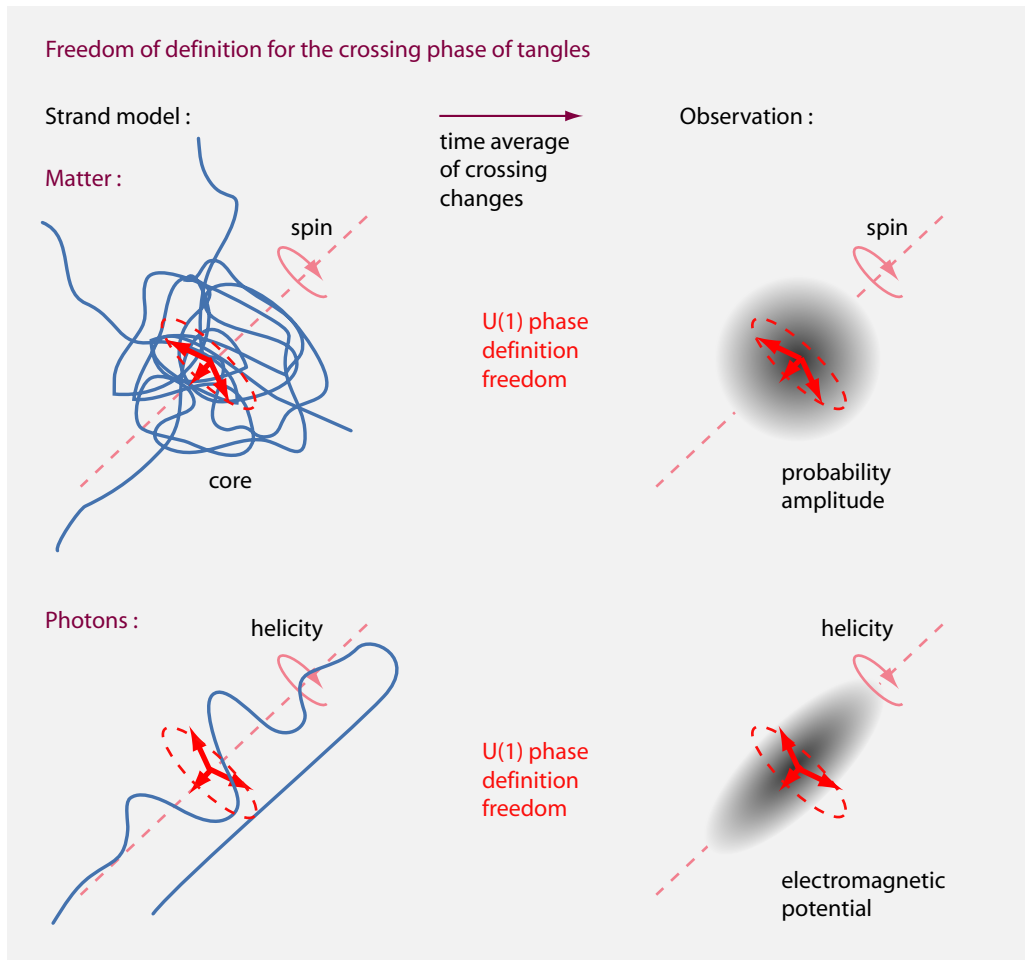 Freedom of definition for the crossing phase of tangles
Strand model :
time average
of crossing
changes
Observation :
Matter :
spin
spin
U(1) phase
definition
freedom
core
probability
amplitude
Photons :
helicity
helicity
U(1) phase
definition
freedom
electromagnetic
potential